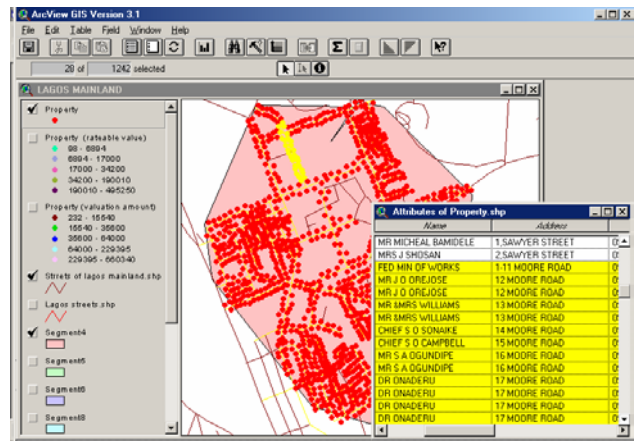 ArcView GIS Version 3.1
File Edit Table Field Window Help
28 of 1242 selected
LAGOS MAINLAND
Property
Property (rateable value)
98 - 6894
6894 - 17000
17000 - 34200
34200 - 190010
190010 - 495250
Property (valuation amount)
232 - 15540
15540 - 35600
35600 - 64000
64000 - 229395
229395 - 660340
Streets of lagos mainland.shp
Lagos streets.shp
Segment4
Segment5
Segment6
Segment8
Attributes of Property.shp
Name Address
MR MICHEAL BAMIDELE 1,SAWYER STREET
MRS J SHOSAN 2,SAWYER STREET
FED MIN OF WORKS 1-11 MOORE ROAD
MR J O OREJOSE 12 MOORE ROAD
MR J O OREJOSE 12 MOORE ROAD
MR &MRS WILLIAMS 13 MOORE ROAD
MR &MRS WILLIAMS 13 MOORE ROAD
CHIEF S O SONAIKE 14 MOORE ROAD
CHIEF S O CAMPBELL 15 MOORE ROAD
MR S A OGUNDIPE 16 MOORE ROAD
MR S A OGUNDIPE 16 MOORE ROAD
DR ONADERU 17 MOORE ROAD
DR ONADERU 17 MOORE ROAD
DR ONADERU 17 MOORE ROAD
DR ONADERU 17 MOORE ROAD